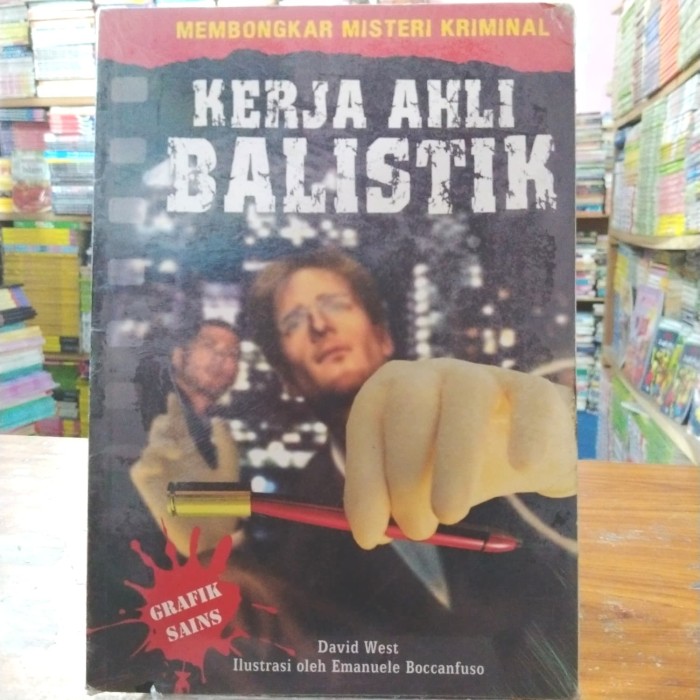 MEMBONGKAR MISTERI KRIMINAL
KERJA AHLI
BALISTIK
GRAFIK
SAINS
David West
Ilustrasi oleh Emanuele Boccanfuso